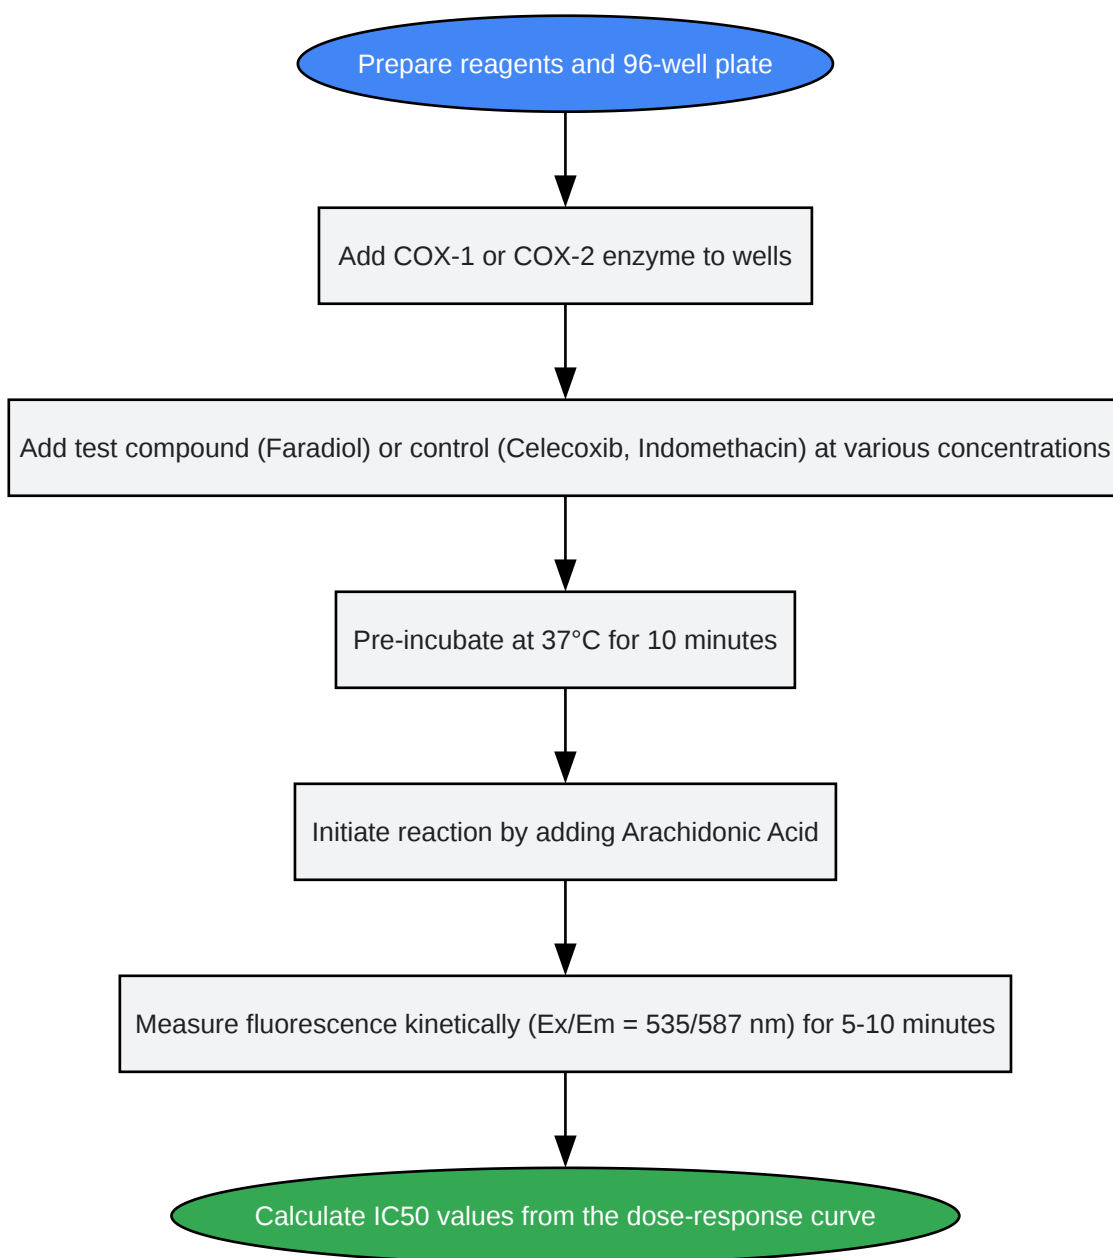 Prepare reagents and 96-well plate
Add COX-1 or COX-2 enzyme to wells
Add test compound (Faradiol) or control (Celecoxib, Indomethacin) at various concentrations
Pre-incubate at 37°C for 10 minutes
Initiate reaction by adding Arachidonic Acid
Measure fluorescence kinetically (Ex/Em = 535/587 nm) for 5-10 minutes
Calculate IC50 values from the dose-response curve